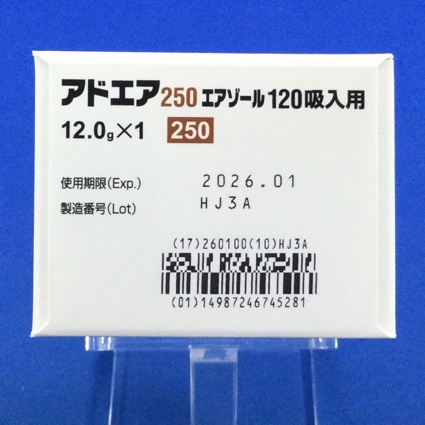 アドエア250エアゾール120吸入用
12.0g×1 250
使用期限(Exp.) 2026.01
製造番号(Lot) HJ3A
(17)260100(10)HJ3A
(01)14987246745281